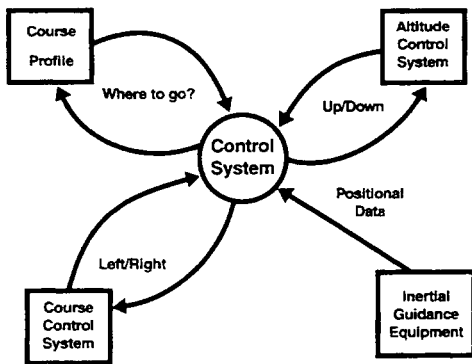 Course
Profile
Altitude
Control
System
Where to go?
Up/Down
Control
System
Positional
Data
Left/Right
Course
Control
System
Inertial
Guidance
Equipment